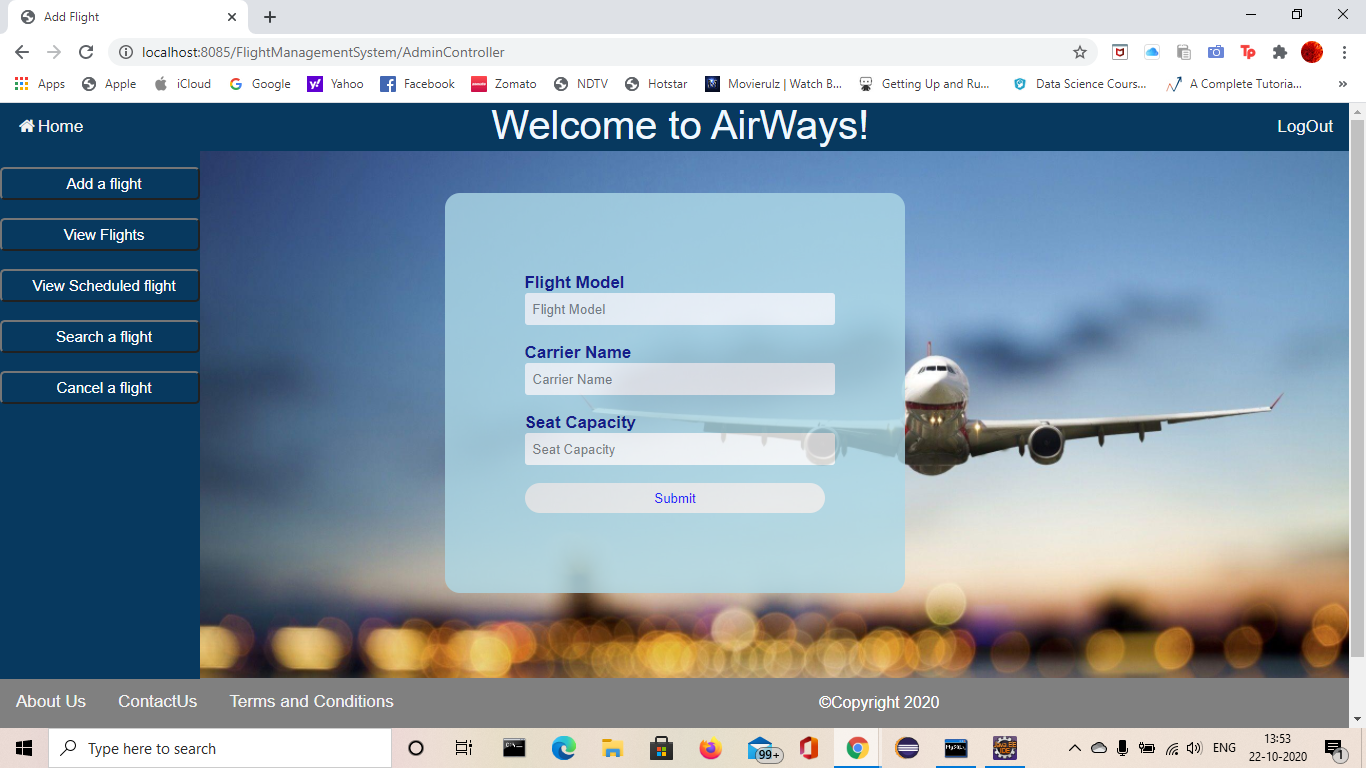 Add Flight
localhost:8085/FlightManagementSystem/AdminController
Apps Apple iCloud Google Yahoo Facebook zomato Zomato NDTV Hotstar Movierulz | Watch B... Getting Up and Ru... Data Science Cours... A Complete Tutoria... »
Home Welcome to AirWays! LogOut
Add a flight
View Flights
View Scheduled flight
Search a flight
Cancel a flight
Flight Model
Flight Model
Carrier Name
Carrier Name
Seat Capacity
Seat Capacity
Submit
About Us ContactUs Terms and Conditions ©Copyright 2020
Type here to search
99+
ENG
13:53
22-10-2020
1